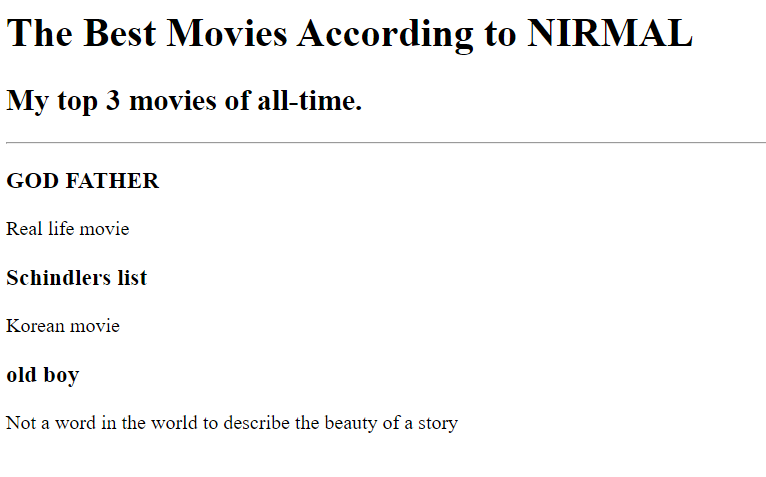 The Best Movies According to NIRMAL
My top 3 movies of all-time.
GOD FATHER
Real life movie
Schindlers list
Korean movie
old boy
Not a word in the world to describe the beauty of a story